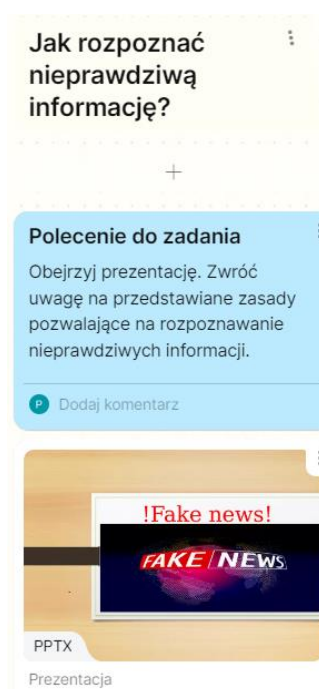 Jak rozpoznać
nieprawdziwą
informację?
Polecenie do zadania
Obejrzyj prezentację. Zwróć
uwagę na przedstawiane zasady
pozwalające na rozpoznawanie
nieprawdziwych informacji.
P Dodaj komentarz
!Fake news!
FAKE NEWS
PPTX
Prezentacja